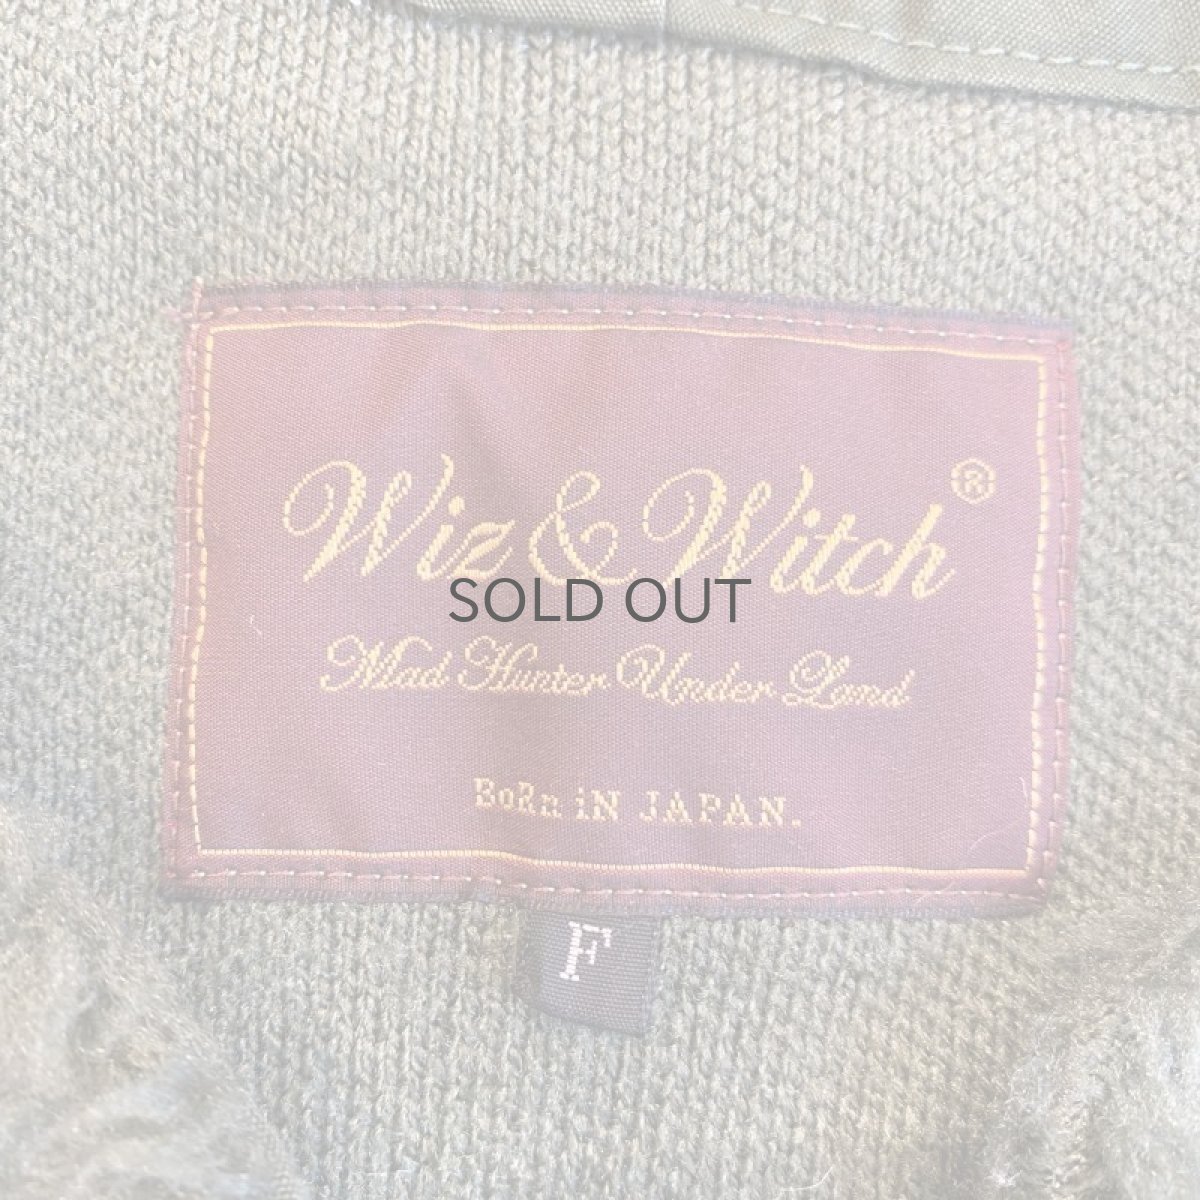 Wiz & Witch ®
SOLD OUT
Mad Hunter Under Land
BoRn iN JAPAN.
F